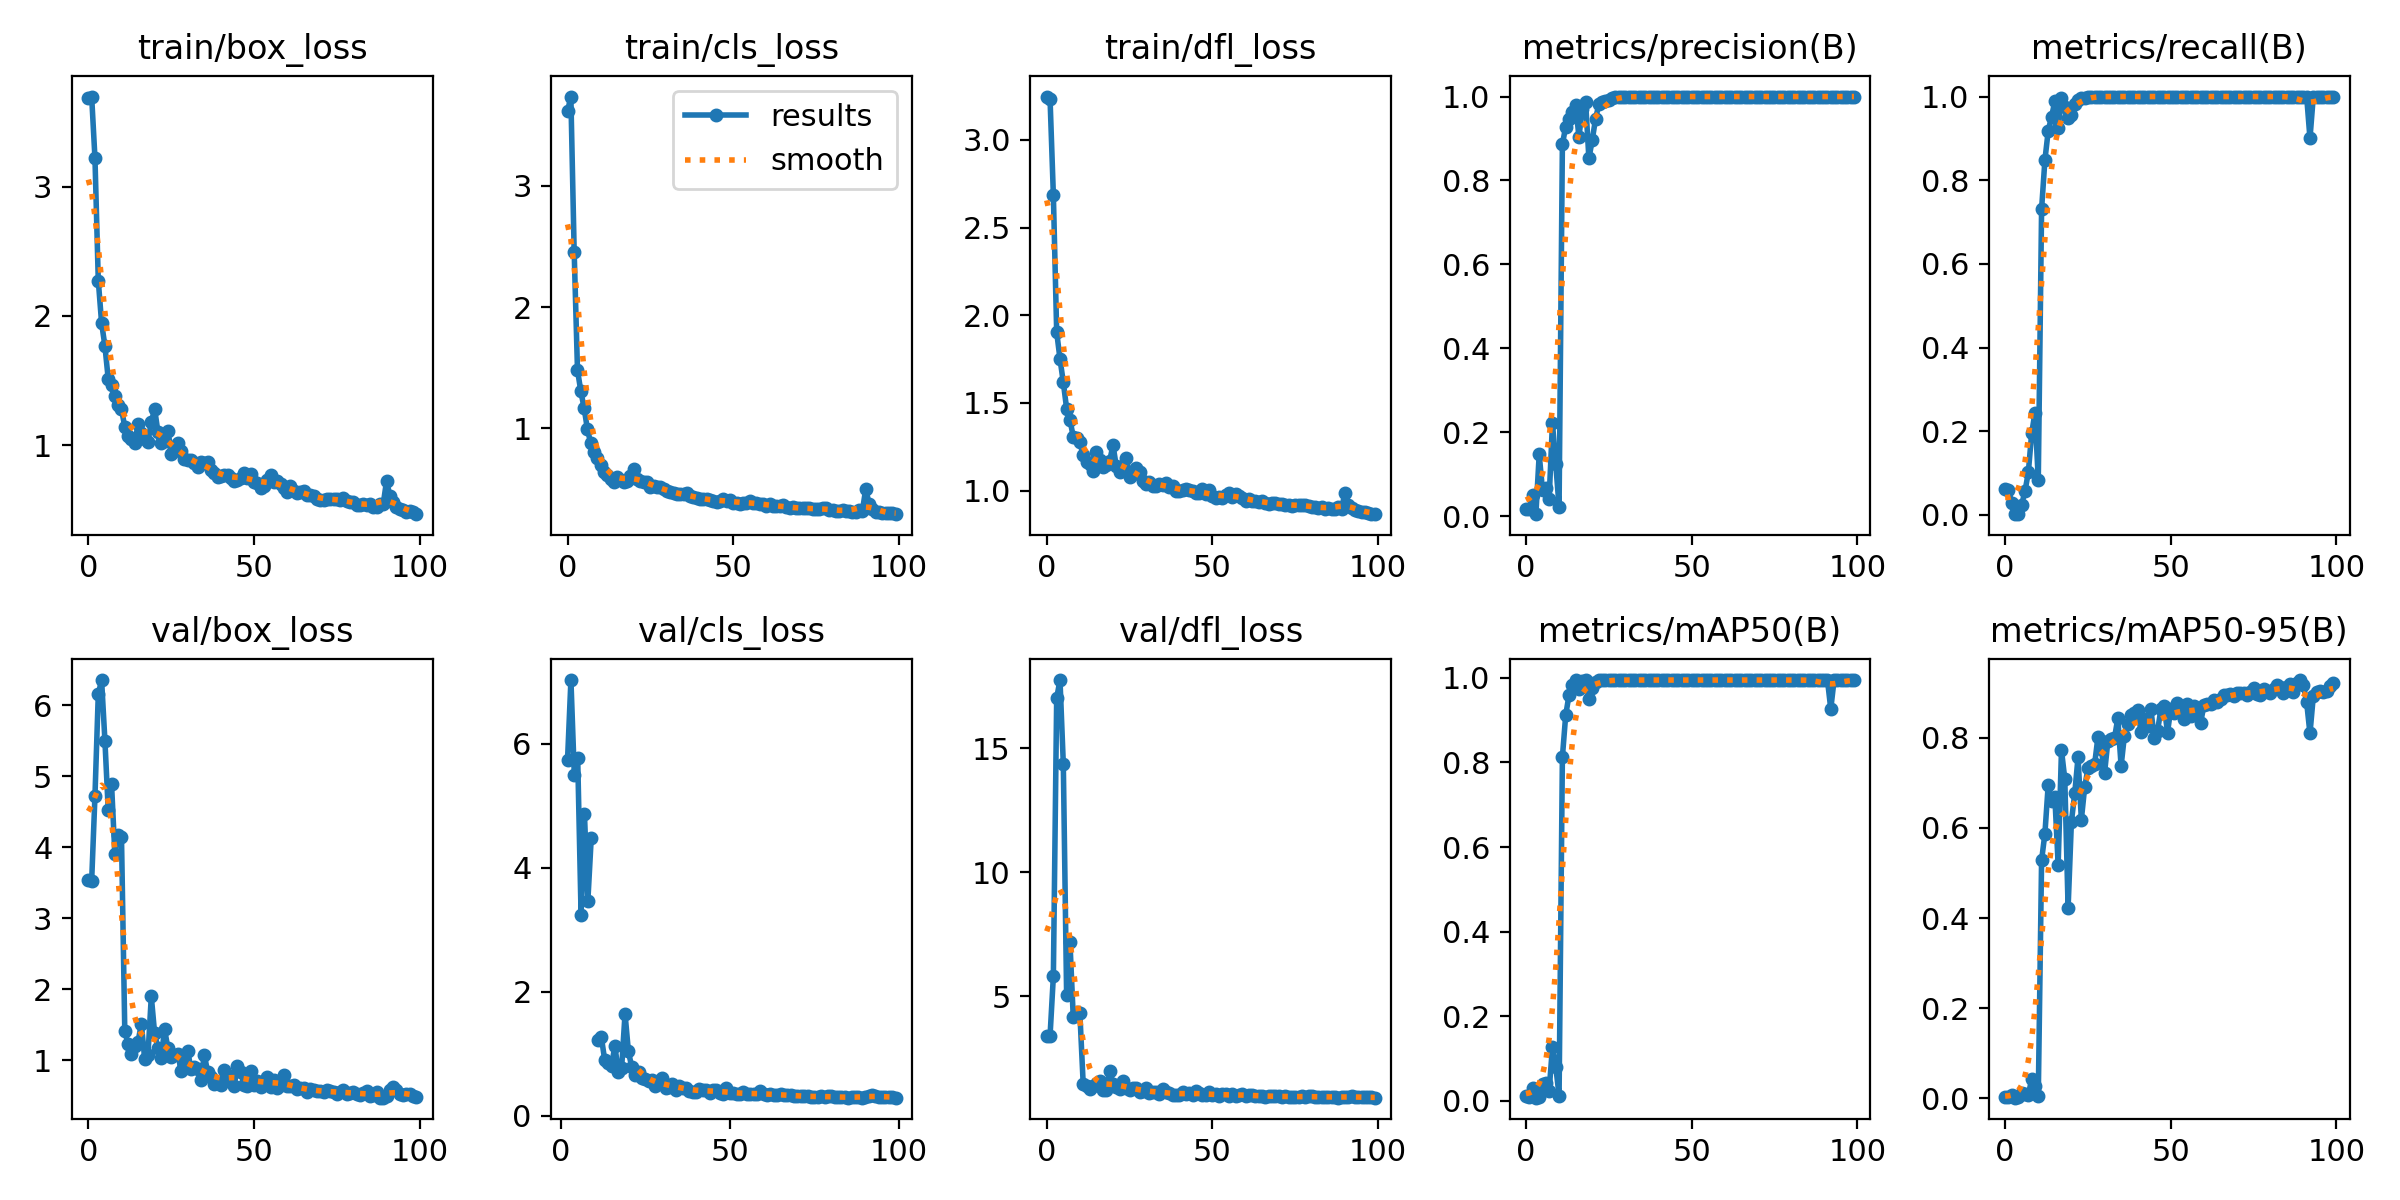 train/box_loss
3
2
1
0 50 100
train/cls_loss
results
smooth
3
2
1
0 50 100
train/dfl_loss
3.0
2.5
2.0
1.5
1.0
0 50 100
metrics/precision(B)
1.0
0.8
0.6
0.4
0.2
0.0
0 50 100
metrics/recall(B)
1.0
0.8
0.6
0.4
0.2
0.0
0 50 100
val/box_loss
6
5
4
3
2
1
0 50 100
val/cls_loss
6
4
2
0
0 50 100
val/dfl_loss
15
10
5
0 50 100
metrics/mAP50(B)
1.0
0.8
0.6
0.4
0.2
0.0
0 50 100
metrics/mAP50-95(B)
0.8
0.6
0.4
0.2
0.0
0 50 100